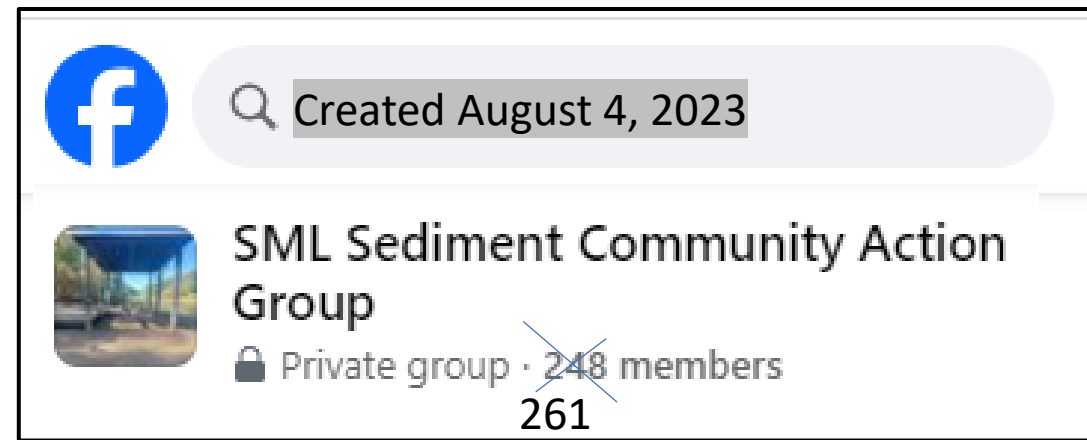 Created August 4, 2023
SML Sediment Community Action
Group
Private group · 248 members
261